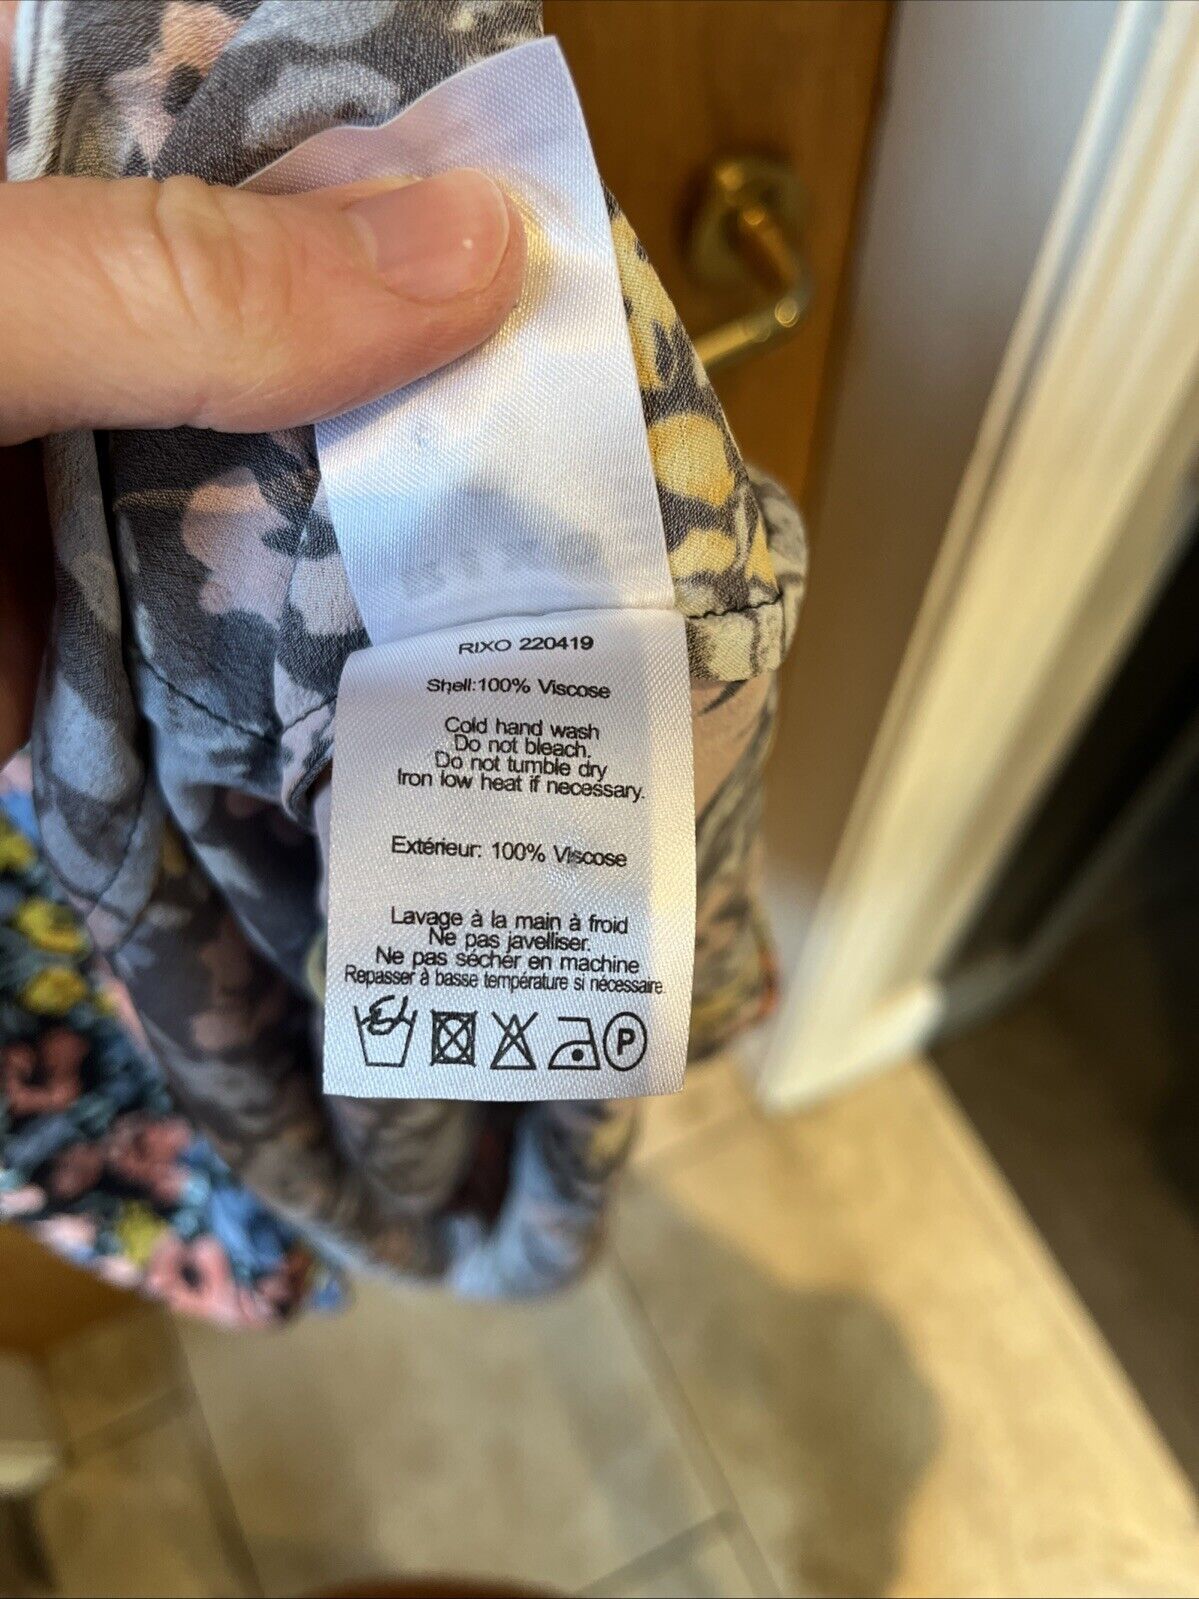 RIXO 220419
Shell:100% Viscose
Cold hand wash
Do not bleach.
Do not tumble dry
Iron low heat if necessary.
Extérieur: 100% Viscose
Lavage à la main à froid
Ne pas javelliser.
Ne pas sécher en machine
Repasser à basse température si nécessaire
P